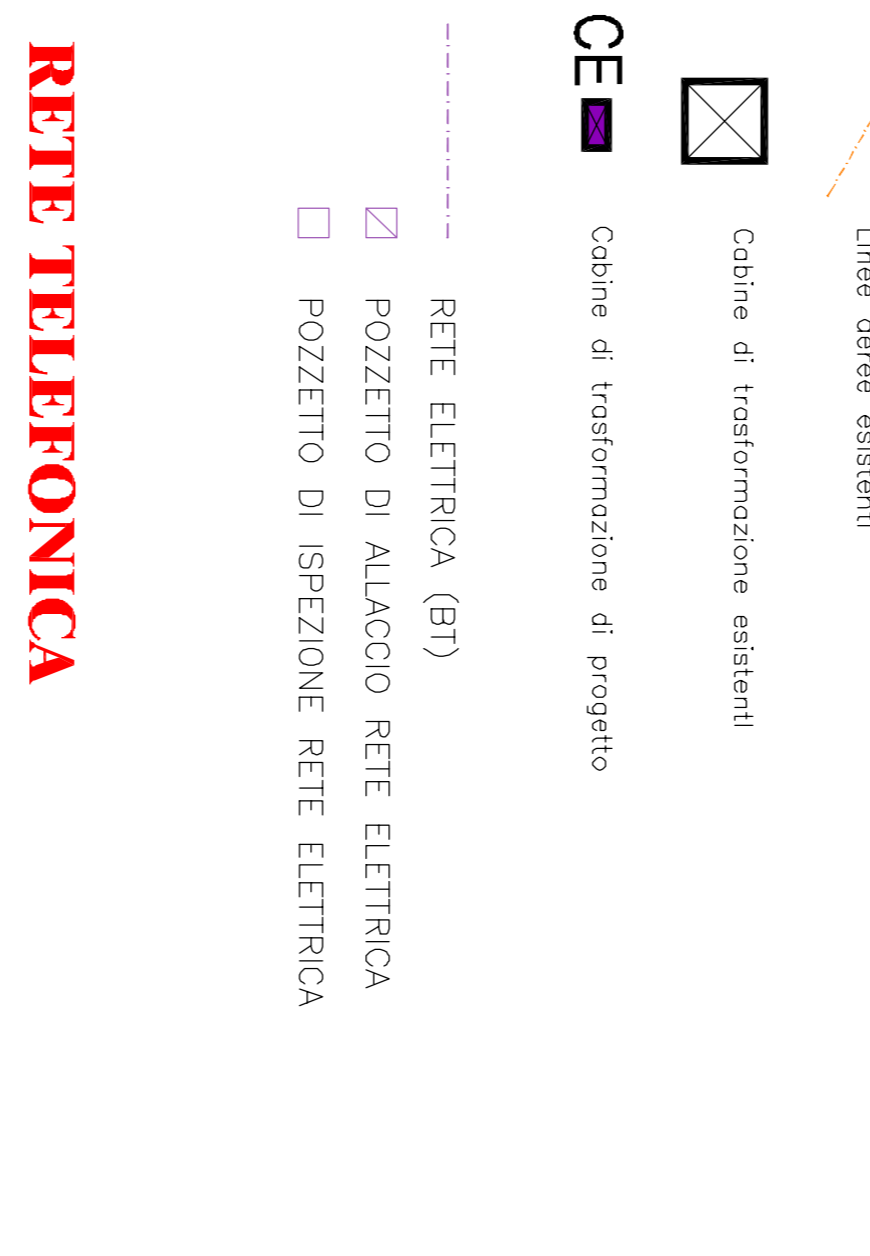 Linee aeree esistenti
Cabine di trasformazione esistenti
CE Cabine di trasformazione di progetto
RETE ELETTRICA (BT)
POZZETTO DI ALLACCIO RETE ELETTRICA
POZZETTO DI ISPEZIONE RETE ELETTRICA
RETE TELEFONICA